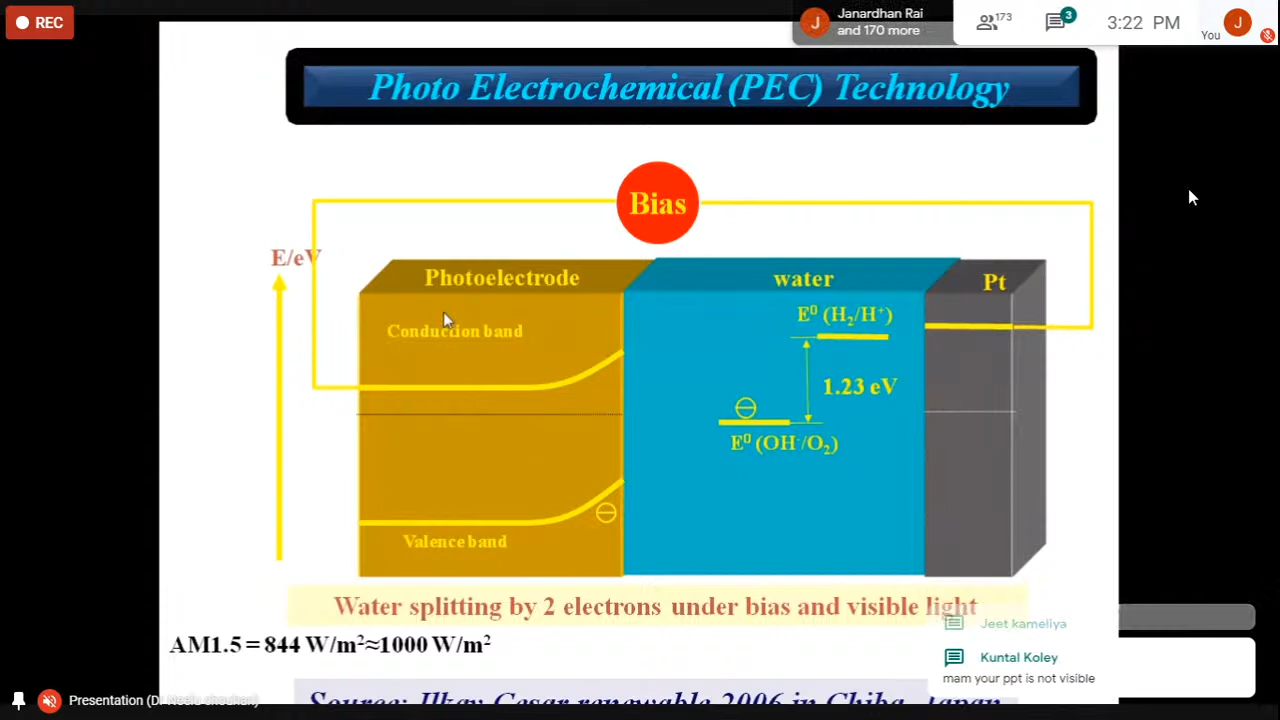 REC
J
Janardhan Rai
and 170 more
173
3
3:22 PM
You
J
Photo Electrochemical (PEC) Technology
Bias
E/eV
Photoelectrode
water
Pt
Conduction band
E⁰ (H₂/H⁺)
1.23 eV
E⁰ (OH⁻/O₂)
Valence band
Water splitting by 2 electrons under bias and visible light
AM1.5 = 844 W/m²≈1000 W/m²
Jeet kameliya
Kuntal Koley
mam your ppt is not visible
Presentation
Source: Ilkay Cesar renewable 2006 in Chiba, Japan